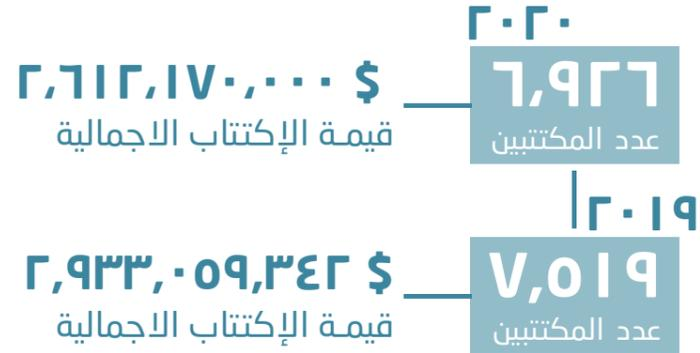 ٢٠٢٠
٦,٩٢٦
عدد المكتتبين
$ ٢,٦١٢,١٧٠,٠٠٠
قيمة الإكتتاب الاجمالية
٢٠١٩
٧,٥١٩
عدد المكتتبين
$ ٢,٩٣٣,٠٥٩,٣٤٢
قيمة الإكتتاب الاجمالية